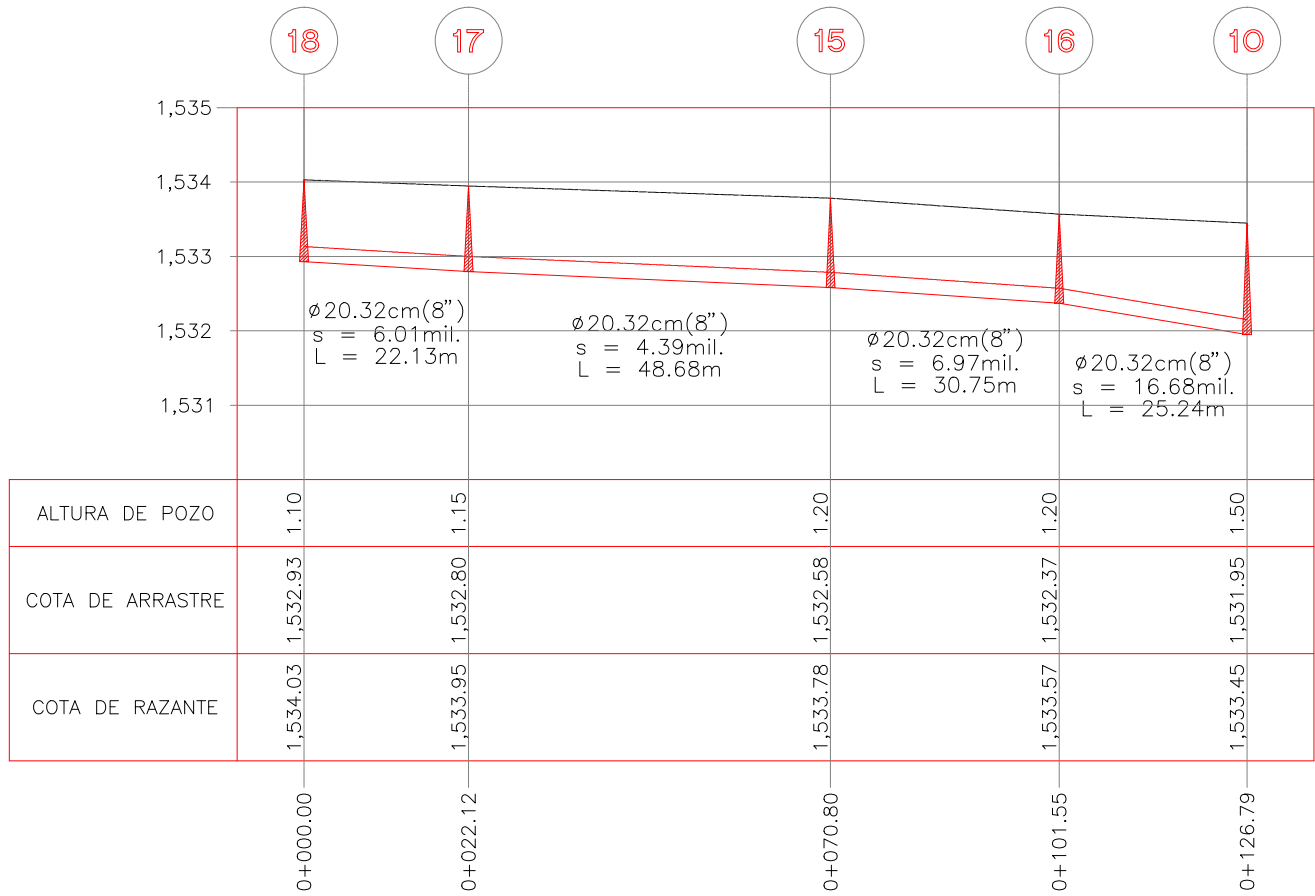 18 17 15 16 10
1,535
1,534
1,533
1,532
1,531
ø20.32cm(8”)
s = 6.01mil.
L = 22.13m
ø20.32cm(8”)
s = 4.39mil.
L = 48.68m
ø20.32cm(8”)
s = 6.97mil.
L = 30.75m
ø20.32cm(8”)
s = 16.68mil.
L = 25.24m
ALTURA DE POZO 1.10 1.15 1.20 1.20 1.50
COTA DE ARRASTRE 1,532.93 1,532.80 1,532.58 1,532.37 1,531.95
COTA DE RAZANTE 1,534.03 1,533.95 1,533.78 1,533.57 1,533.45
0+000.00 0+022.12 0+070.80 0+101.55 0+126.79